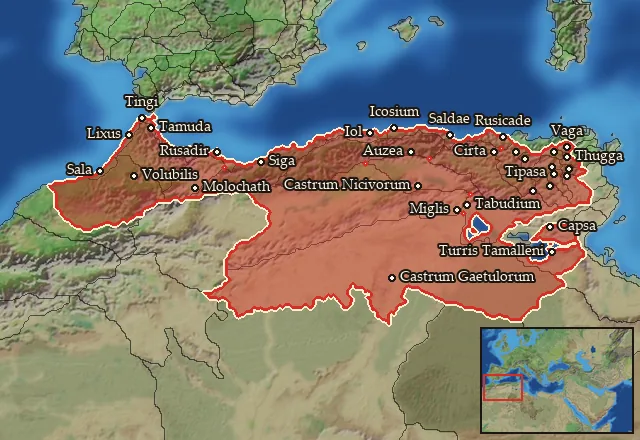 Tingi
Lixus
Tamuda
Icosium
Iol
Saldae
Rusicade
Vaga
Rusadir
Siga
Auzea
Cirta
Thugga
Sala
Volubilis
Molochath
Castrum Nicivorum
Tipasa
Miglis
Tabudium
Capsa
Turris Tamalleni
Castrum Gaetulorum